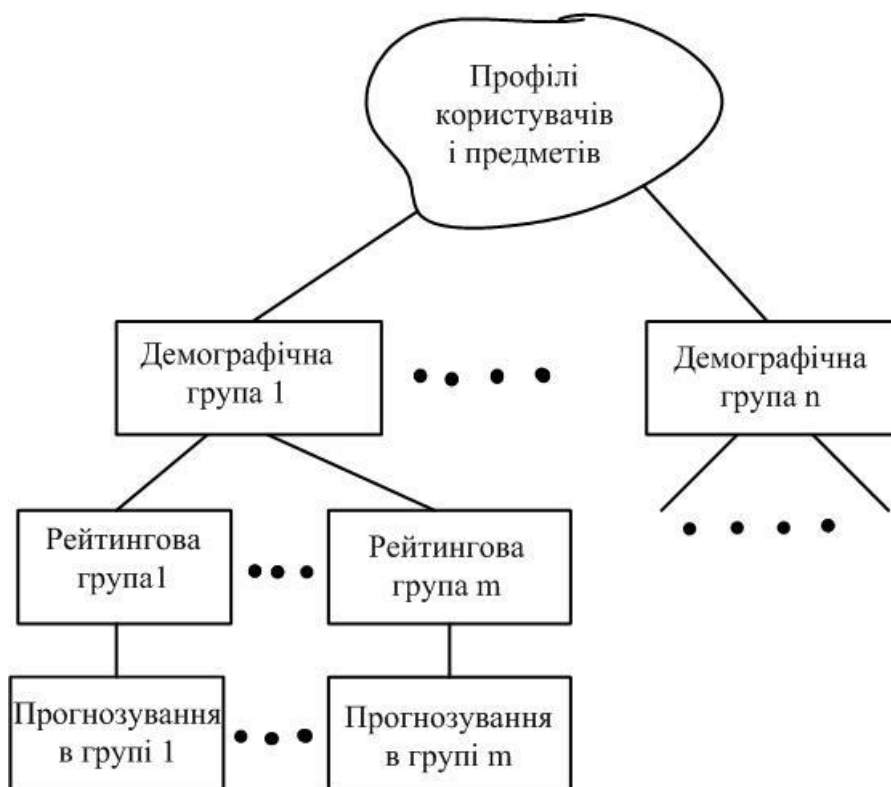 Профілі
користувачів
і предметів
Демографічна
група 1
Демографічна
група n
Рейтингова
група1
Рейтингова
група m
Прогнозування
в групі 1
Прогнозування
в групі m